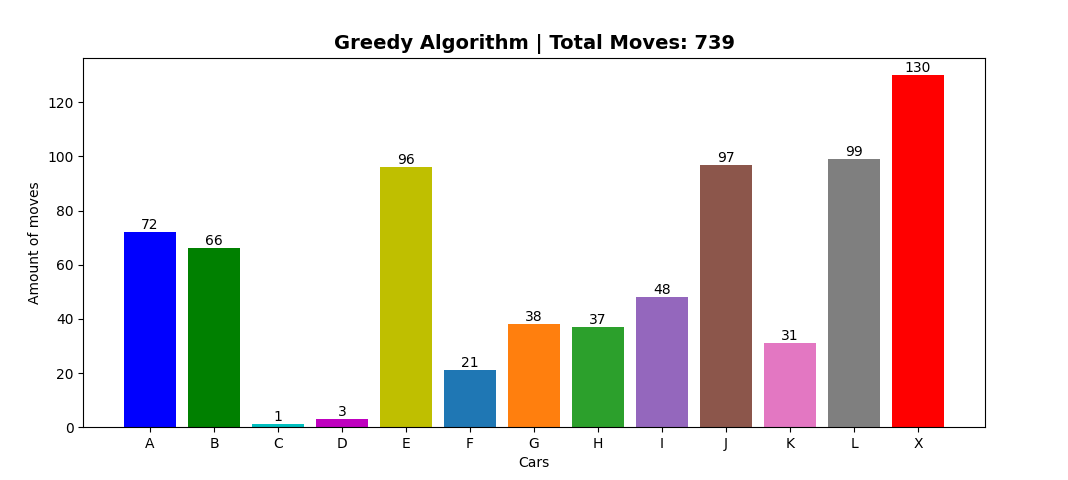 Greedy Algorithm | Total Moves: 739
Amount of moves
120
100
80
60
40
20
0
72 66 1 3 96 21 38 37 48 97 31 99 130
A B C D E F G H I J K L X
Cars